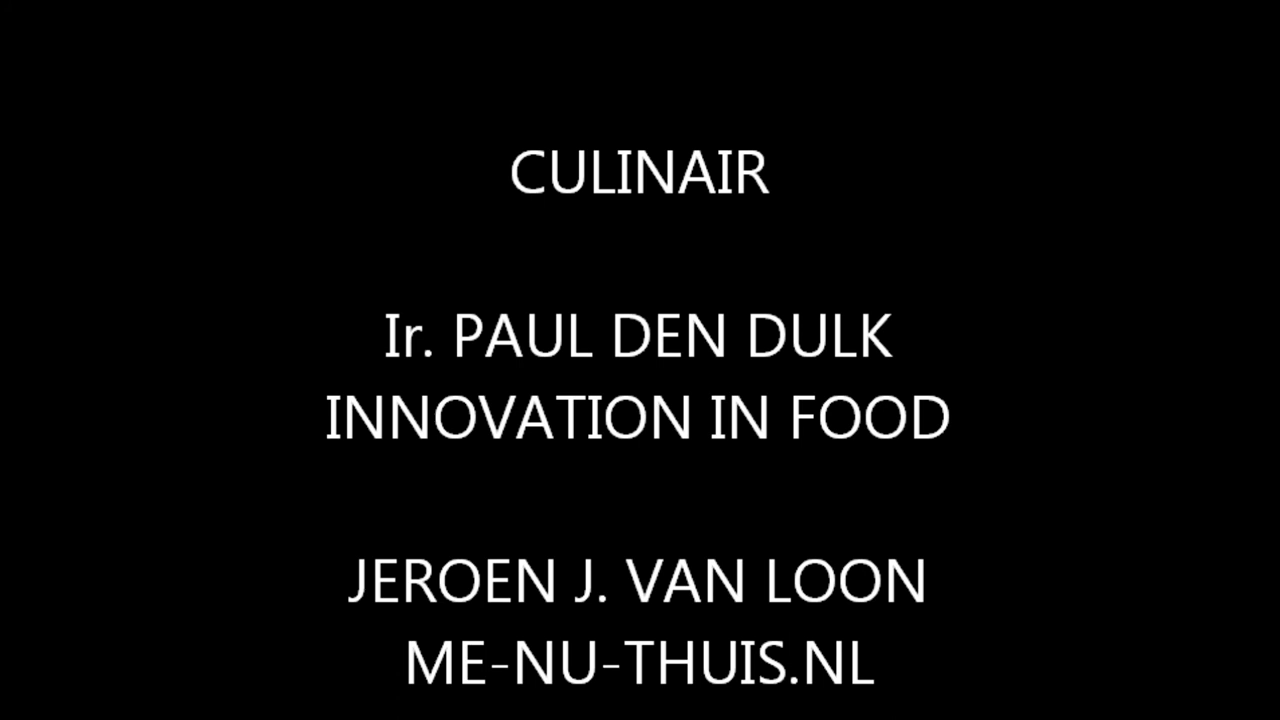 CULINAIR
Ir. PAUL DEN DULK
INNOVATION IN FOOD
JEROEN J. VAN LOON
ME-NU-THUIS.NL